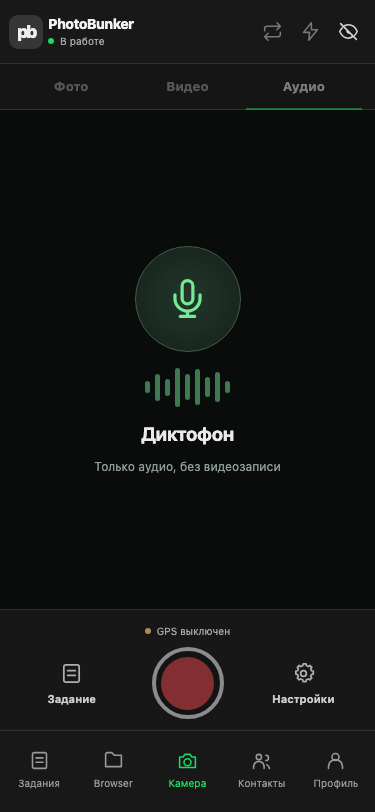 pb
PhotoBunker
В работе
Фото
Видео
Аудио
Диктофон
Только аудио, без видеозаписи
GPS выключен
Задание
Настройки
Задания
Browser
Камера
Контакты
Профиль